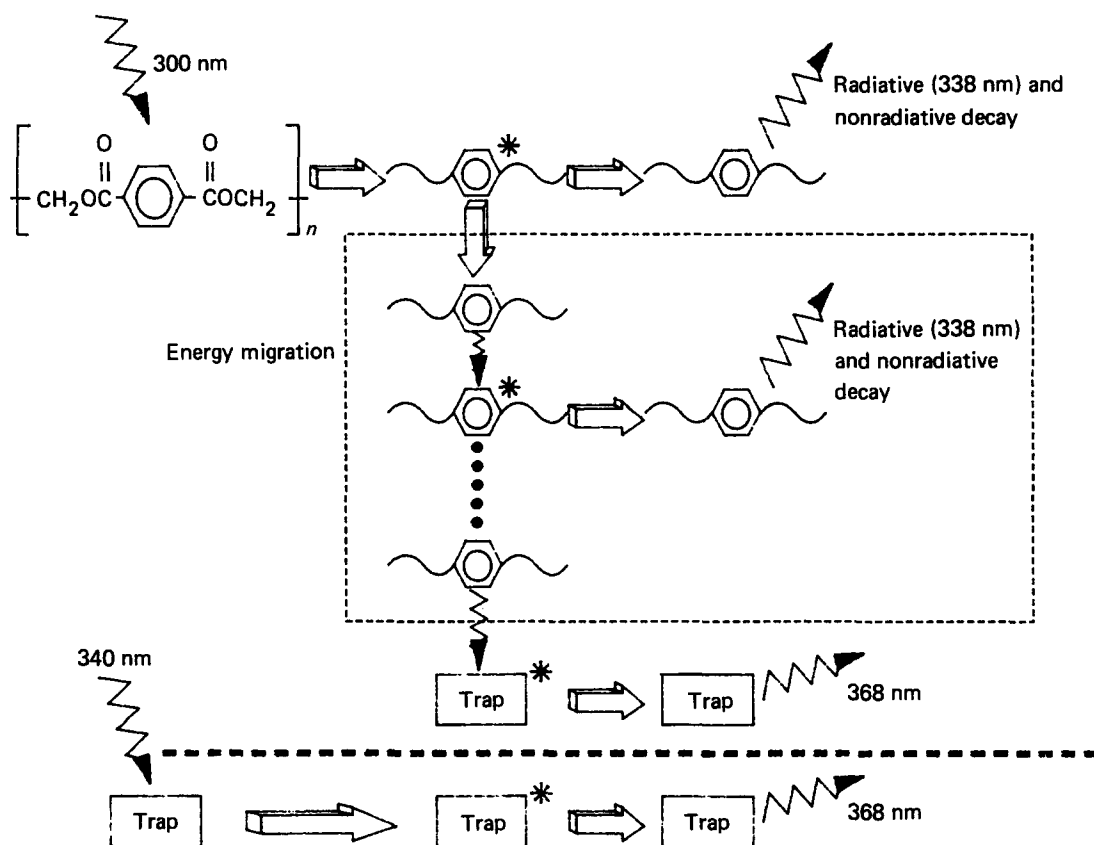 300 nm
Radiative (338 nm) and
nonradiative decay
O O
CH₂OC COCH₂
n
*
Energy migration
Radiative (338 nm)
and nonradiative
decay
*
340 nm
Trap * Trap
368 nm
Trap Trap * Trap
368 nm